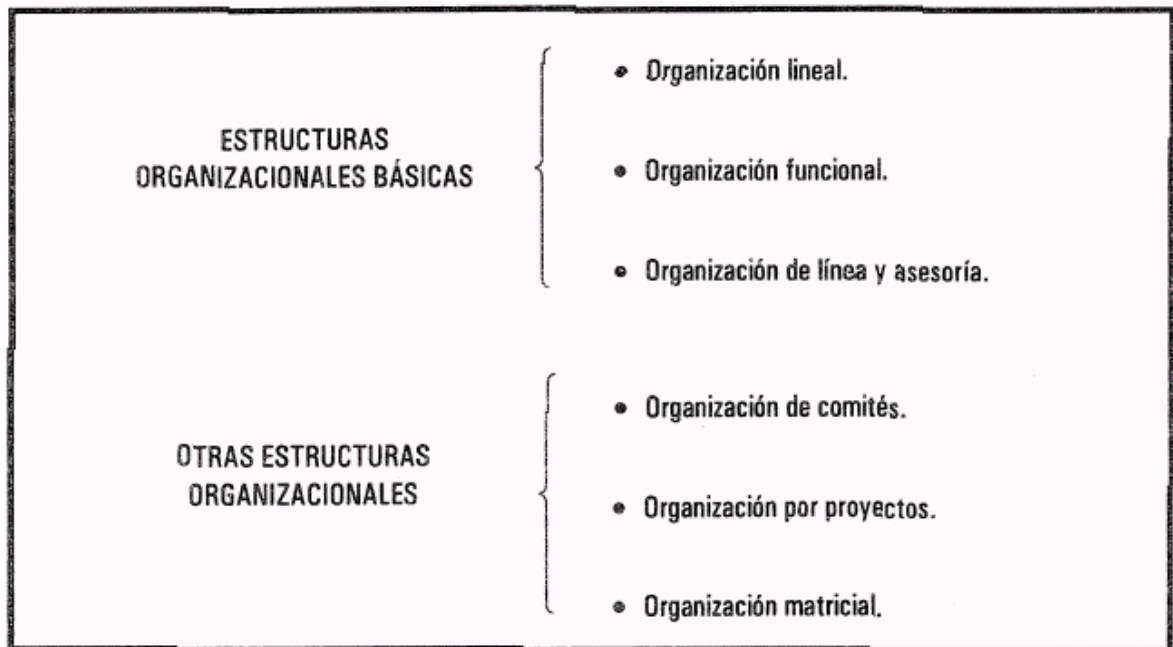 ESTRUCTURAS
ORGANIZACIONALES BÁSICAS
• Organización lineal.
• Organización funcional.
• Organización de línea y asesoría.
OTRAS ESTRUCTURAS
ORGANIZACIONALES
• Organización de comités.
• Organización por proyectos.
• Organización matricial.